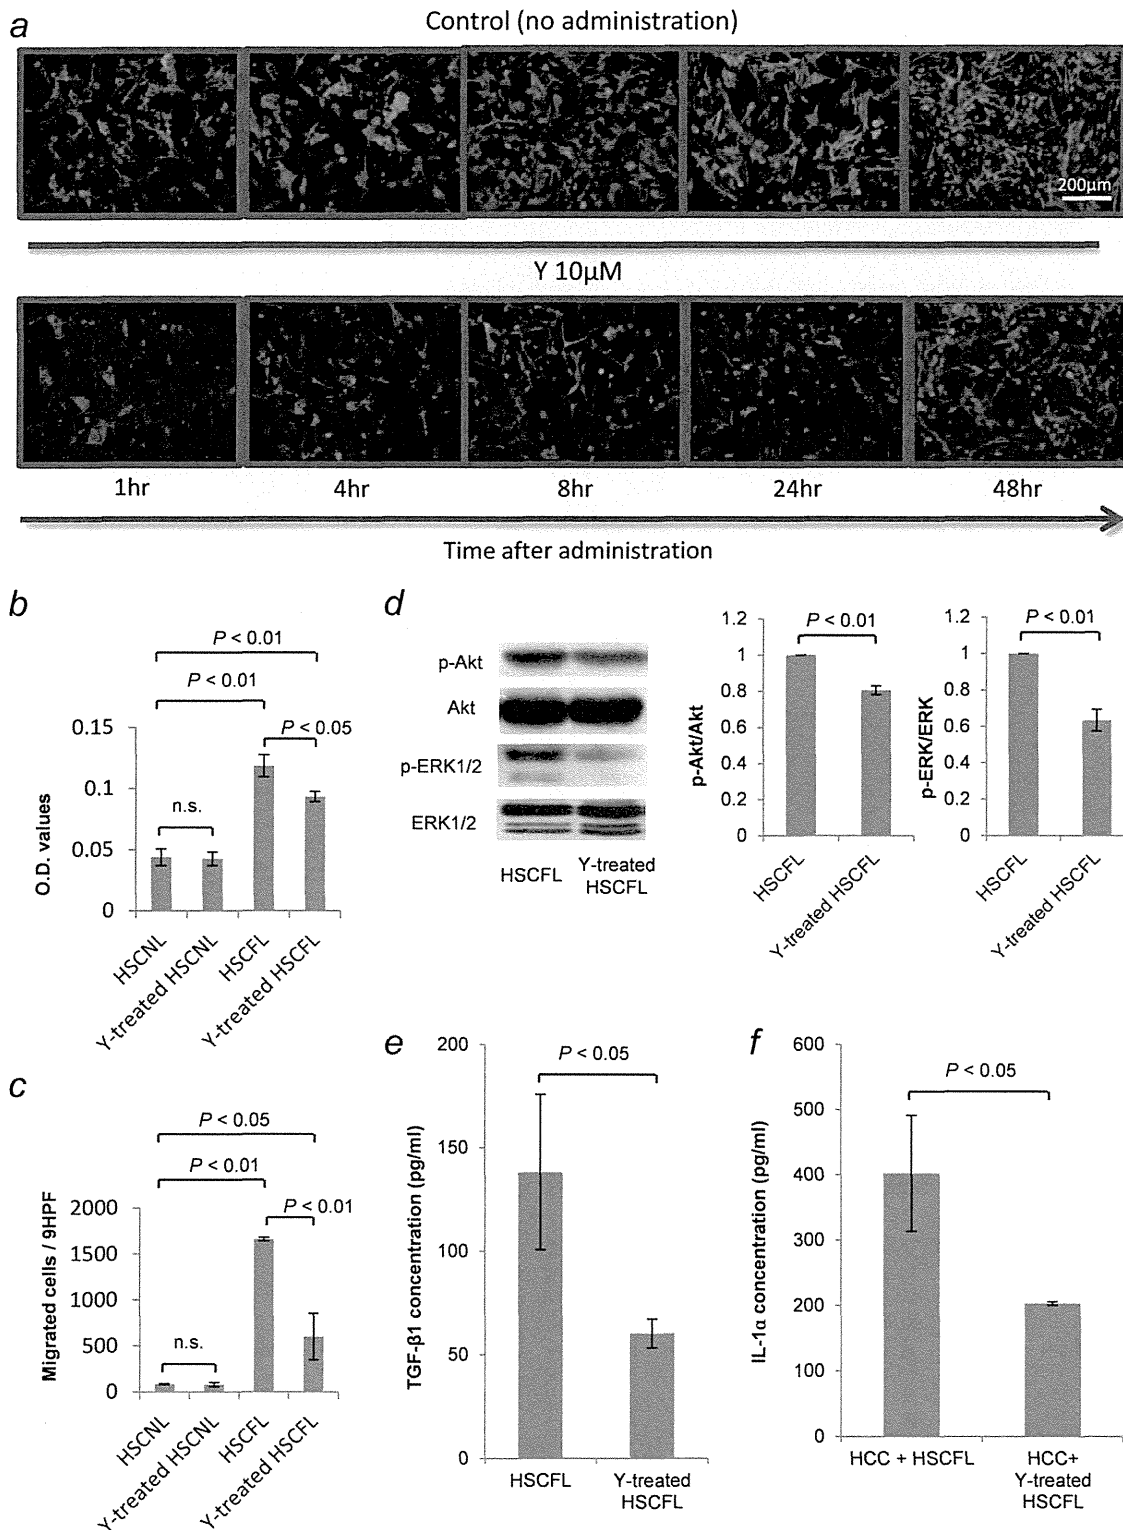 a
Control (no administration)
200µm
Y 10µM
1hr 4hr 8hr 24hr 48hr
Time after administration
b
P < 0.01
P < 0.01
P < 0.05
n.s.
O.D. values
0.15
0.1
0.05
0
HSCNL
Y-treated HSCNL
HSCFL
Y-treated HSCFL
c
P < 0.05
P < 0.01
P < 0.01
n.s.
Migrated cells / 9HPF
2000
1500
1000
500
0
HSCNL
Y-treated HSCNL
HSCFL
Y-treated HSCFL
d
p-Akt
Akt
p-ERK1/2
ERK1/2
HSCFL
Y-treated
HSCFL
P < 0.01
p-Akt/Akt
1.2
1
0.8
0.6
0.4
0.2
0
HSCFL
Y-treated HSCFL
P < 0.01
p-ERK/ERK
1.2
1
0.8
0.6
0.4
0.2
0
HSCFL
Y-treated HSCFL
e
P < 0.05
TGF-β1 concentration (pg/ml)
200
150
100
50
0
HSCFL
Y-treated
HSCFL
f
P < 0.05
IL-1α concentration (pg/ml)
600
500
400
300
200
100
0
HCC + HSCFL
HCC+
Y-treated
HSCFL